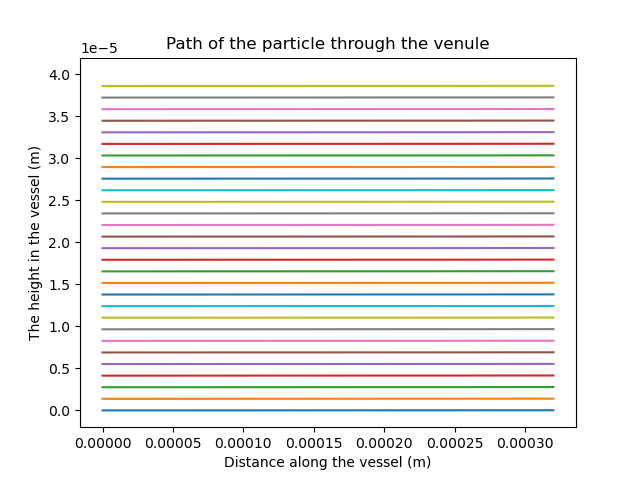 Path of the particle through the venule
1e−5
4.0
3.5
3.0
2.5
2.0
1.5
1.0
0.5
0.0
The height in the vessel (m)
0.00000 0.00005 0.00010 0.00015 0.00020 0.00025 0.00030
Distance along the vessel (m)